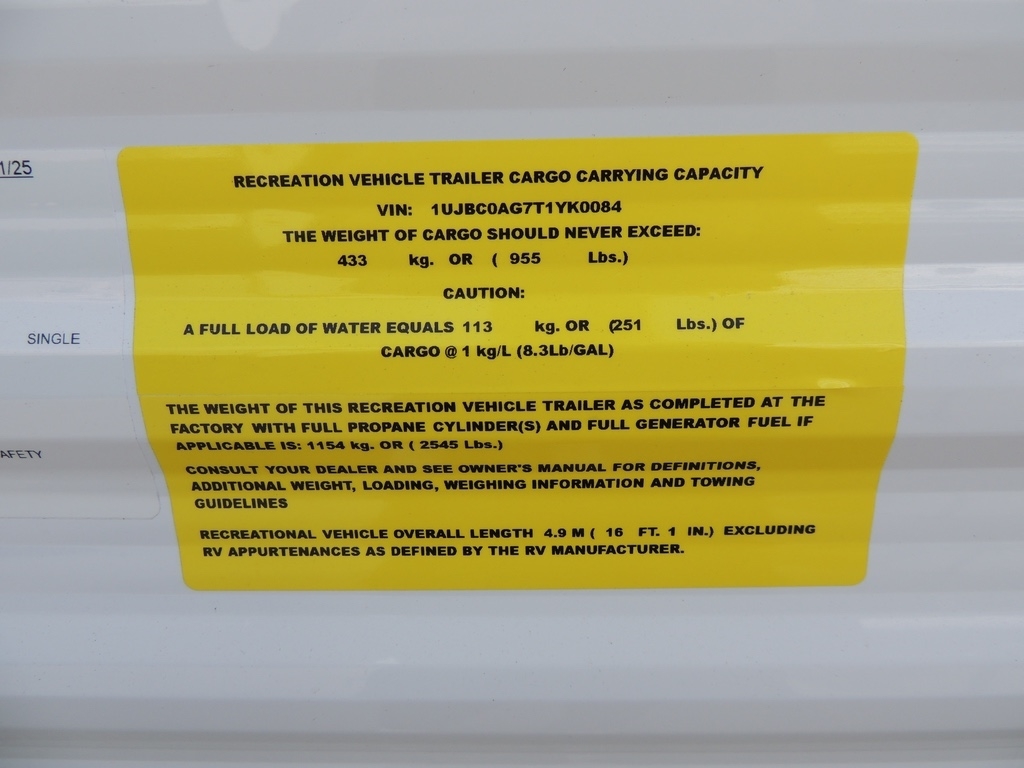 1/25
RECREATION VEHICLE TRAILER CARGO CARRYING CAPACITY
VIN: 1UJBC0AG7T1YK0084
THE WEIGHT OF CARGO SHOULD NEVER EXCEED:
433 kg. OR ( 955 Lbs.)
CAUTION:
A FULL LOAD OF WATER EQUALS 113 kg. OR (251 Lbs.) OF
CARGO @ 1 kg/L (8.3Lb/GAL)
SINGLE
THE WEIGHT OF THIS RECREATION VEHICLE TRAILER AS COMPLETED AT THE
FACTORY WITH FULL PROPANE CYLINDER(S) AND FULL GENERATOR FUEL IF
APPLICABLE IS: 1154 kg. OR ( 2545 Lbs.)
AFETY
CONSULT YOUR DEALER AND SEE OWNER'S MANUAL FOR DEFINITIONS,
ADDITIONAL WEIGHT, LOADING, WEIGHING INFORMATION AND TOWING
GUIDELINES
RECREATIONAL VEHICLE OVERALL LENGTH 4.9 M ( 16 FT. 1 IN.) EXCLUDING
RV APPURTENANCES AS DEFINED BY THE RV MANUFACTURER.